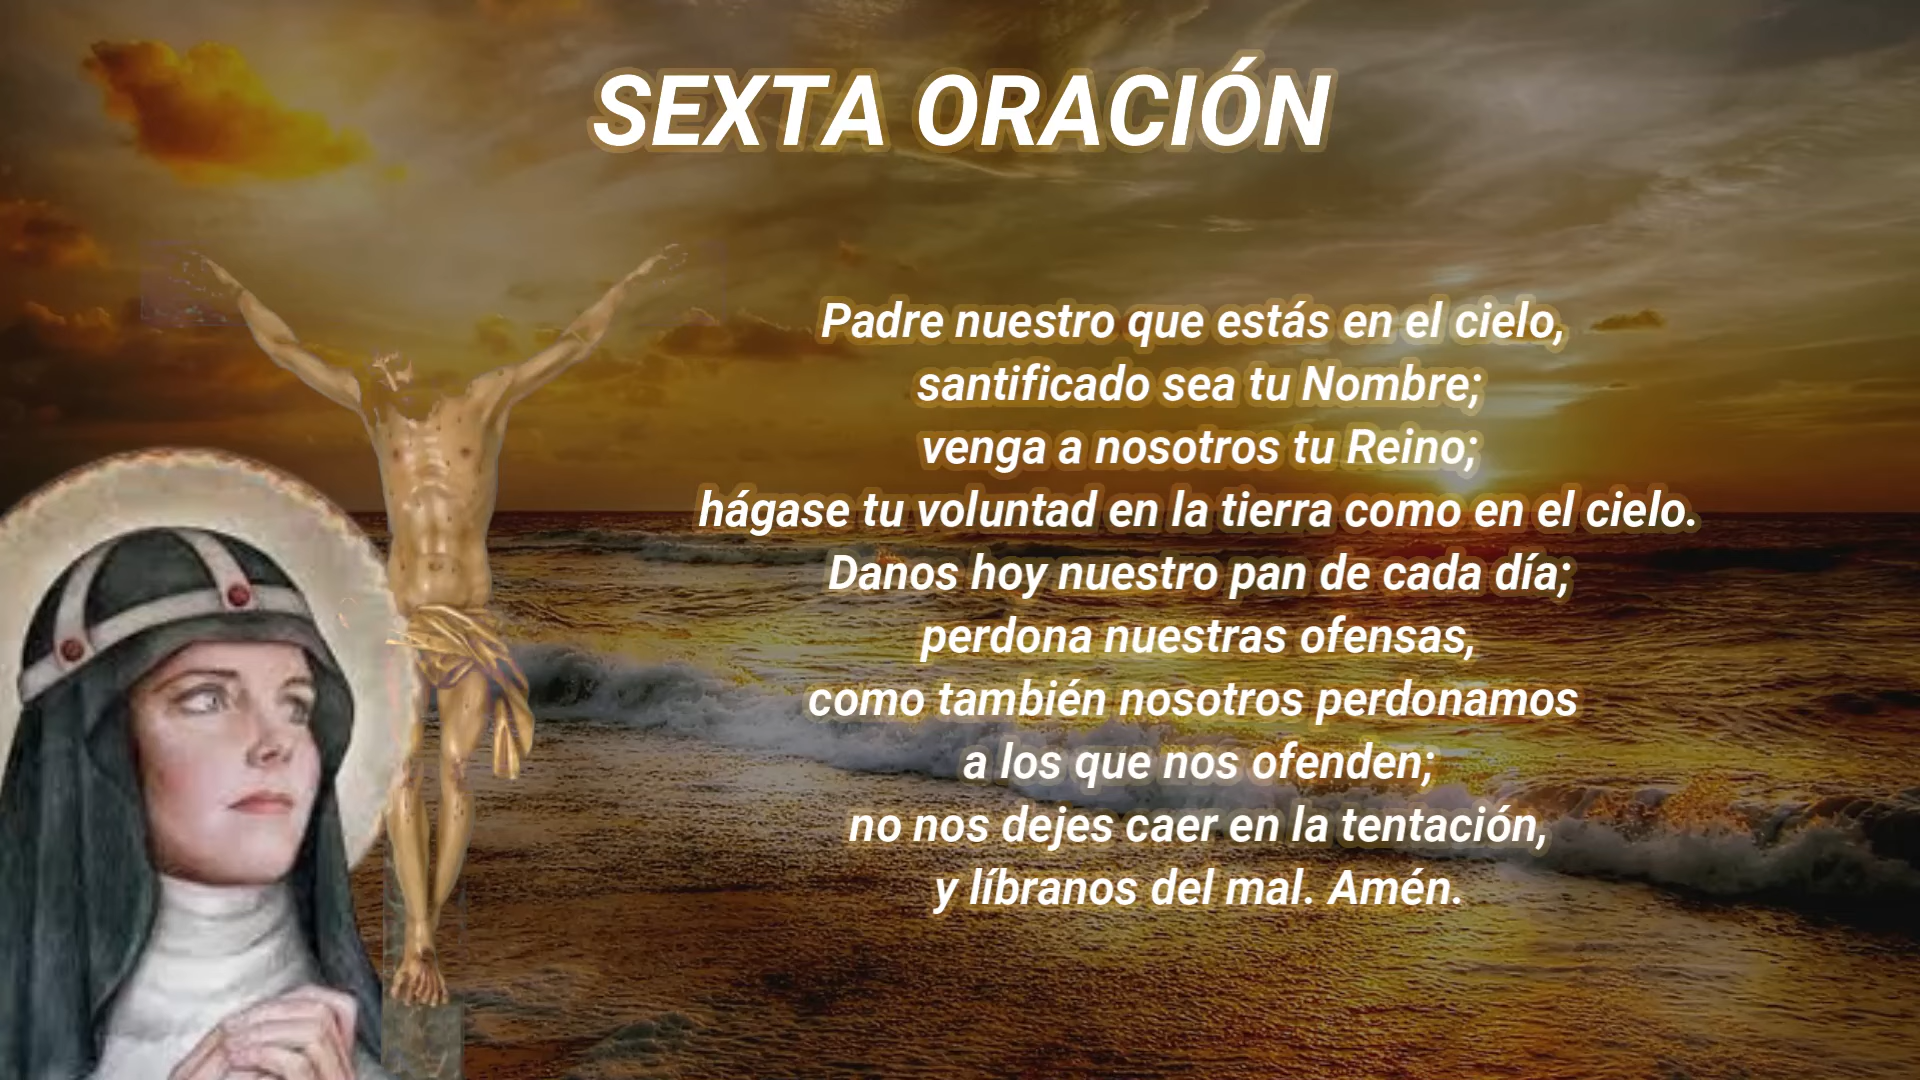 SEXTA ORACIÓN
Padre nuestro que estás en el cielo,
santificado sea tu Nombre;
venga a nosotros tu Reino;
hágase tu voluntad en la tierra como en el cielo.
Danos hoy nuestro pan de cada día;
perdona nuestras ofensas,
como también nosotros perdonamos
a los que nos ofenden;
no nos dejes caer en la tentación,
y líbranos del mal. Amén.